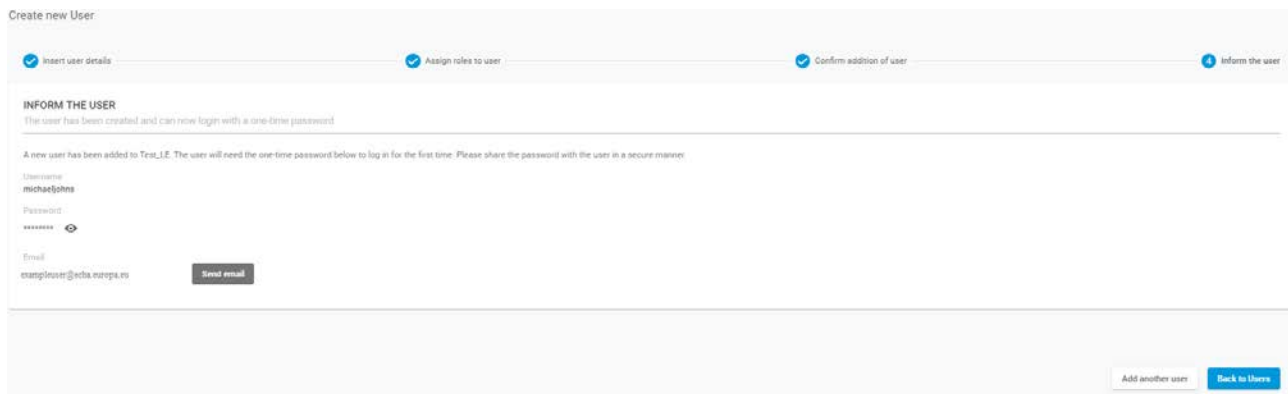 Create new User
Insert user details
Assign roles to user
Confirm addition of user
4 Inform the user
INFORM THE USER
The user has been created and can now login with a one-time password
A new user has been added to Test_LE. The user will need the one-time password below to log in for the first time. Please share the password with the user in a secure manner
Username
michaeljohns
Password
********
Email
exampleuser@echa.europa.eu
Send email
Add another user
Back to Users